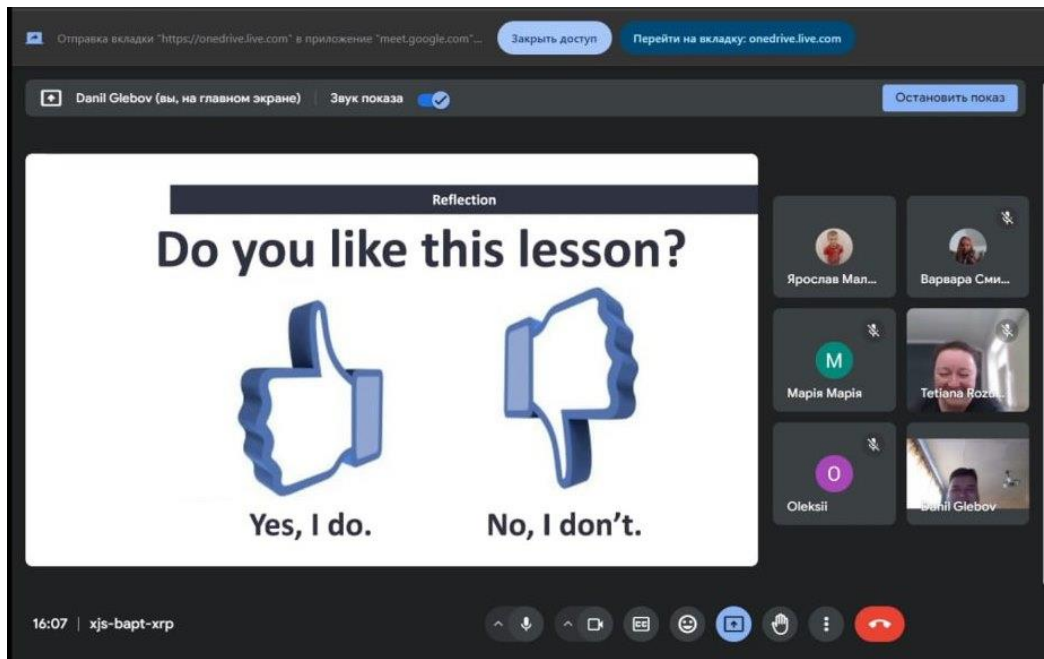 Отправка вкладки "https://onedrive.live.com" в приложение "meet.google.com"...
Закрыть доступ
Перейти на вкладку: onedrive.live.com
Danil Glebov (вы, на главном экране)
Звук показа
Остановить показ
Reflection
Do you like this lesson?
Yes, I do.
No, I don't.
Ярослав Мал...
Варвара Сми...
М
Марія Марія
Tetiana Rozu...
O
Oleksii
Danil Glebov
16:07 | xjs-bapt-xrp
CC